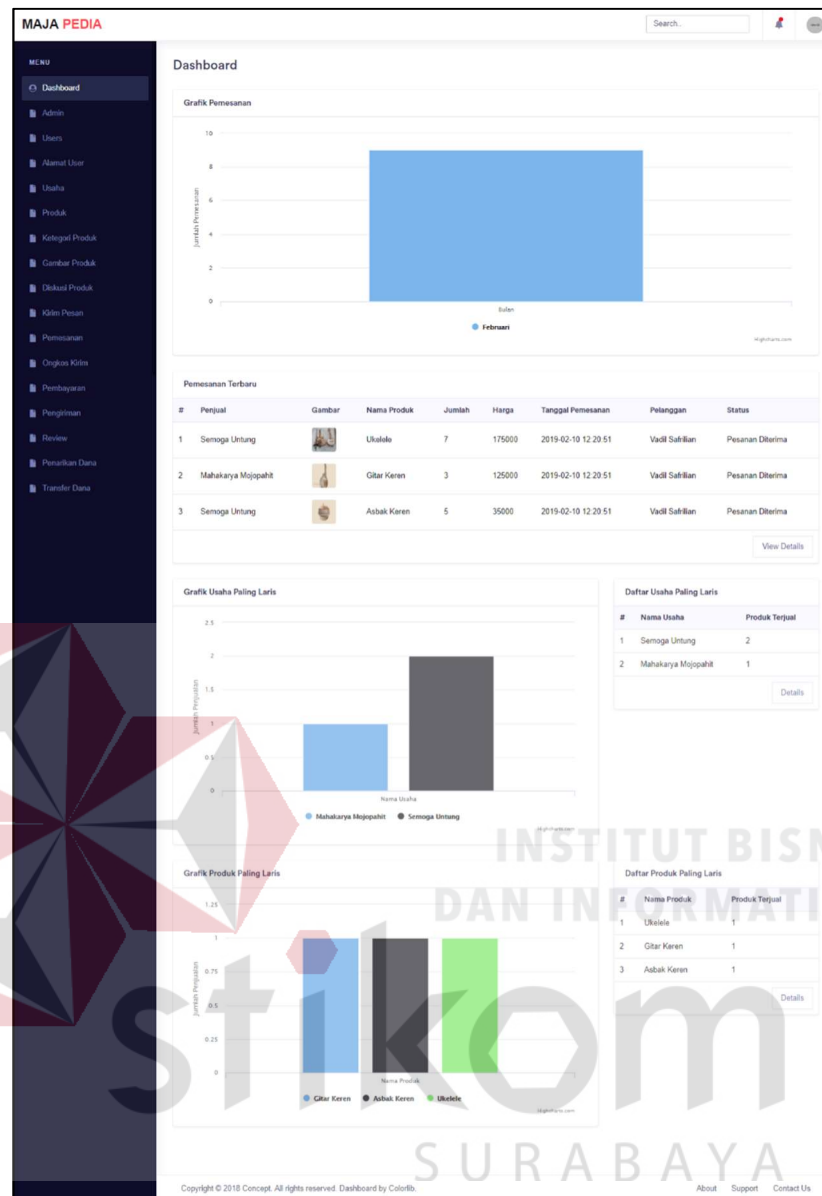 MAJA PEDIA
Search..
MENU
Dashboard
Admin
Users
Alamat User
Usaha
Produk
Kategori Produk
Gambar Produk
Diskusi Produk
Kirim Pesan
Pemesanan
Ongkos Kirim
Pembayaran
Pengiriman
Review
Penarikan Dana
Transfer Dana
Dashboard
Grafik Pemesanan
10
8
6
4
2
0
Jumlah Pemesanan
Bulan
Februari
Highcharts.com
Pemesanan Terbaru
# Penjual Gambar Nama Produk Jumlah Harga Tanggal Pemesanan Pelanggan Status
1 Semoga Untung Ukelele 7 175000 2019-02-10 12:20:51 Vadil Safrilian Pesanan Diterima
2 Mahakarya Mojopahit Gitar Keren 3 125000 2019-02-10 12:20:51 Vadil Safrilian Pesanan Diterima
3 Semoga Untung Asbak Keren 5 35000 2019-02-10 12:20:51 Vadil Safrilian Pesanan Diterima
View Details
Grafik Usaha Paling Laris
2.5
2
1.5
1
0.5
0
Jumlah Penjualan
Nama Usaha
Mahakarya Mojopahit Semoga Untung
Highcharts.com
Daftar Usaha Paling Laris
# Nama Usaha Produk Terjual
1 Semoga Untung 2
2 Mahakarya Mojopahit 1
Details
Grafik Produk Paling Laris
1.25
1
0.75
0.5
0.25
0
Jumlah Penjualan
Nama Produk
Gitar Keren Asbak Keren Ukelele
Highcharts.com
Daftar Produk Paling Laris
# Nama Produk Produk Terjual
1 Ukelele 1
2 Gitar Keren 1
3 Asbak Keren 1
Details
INSTITUT BISN
DAN INFORMATI
stikom
SURABAYA
Copyright © 2018 Concept. All rights reserved. Dashboard by Colorlib.
About Support Contact Us